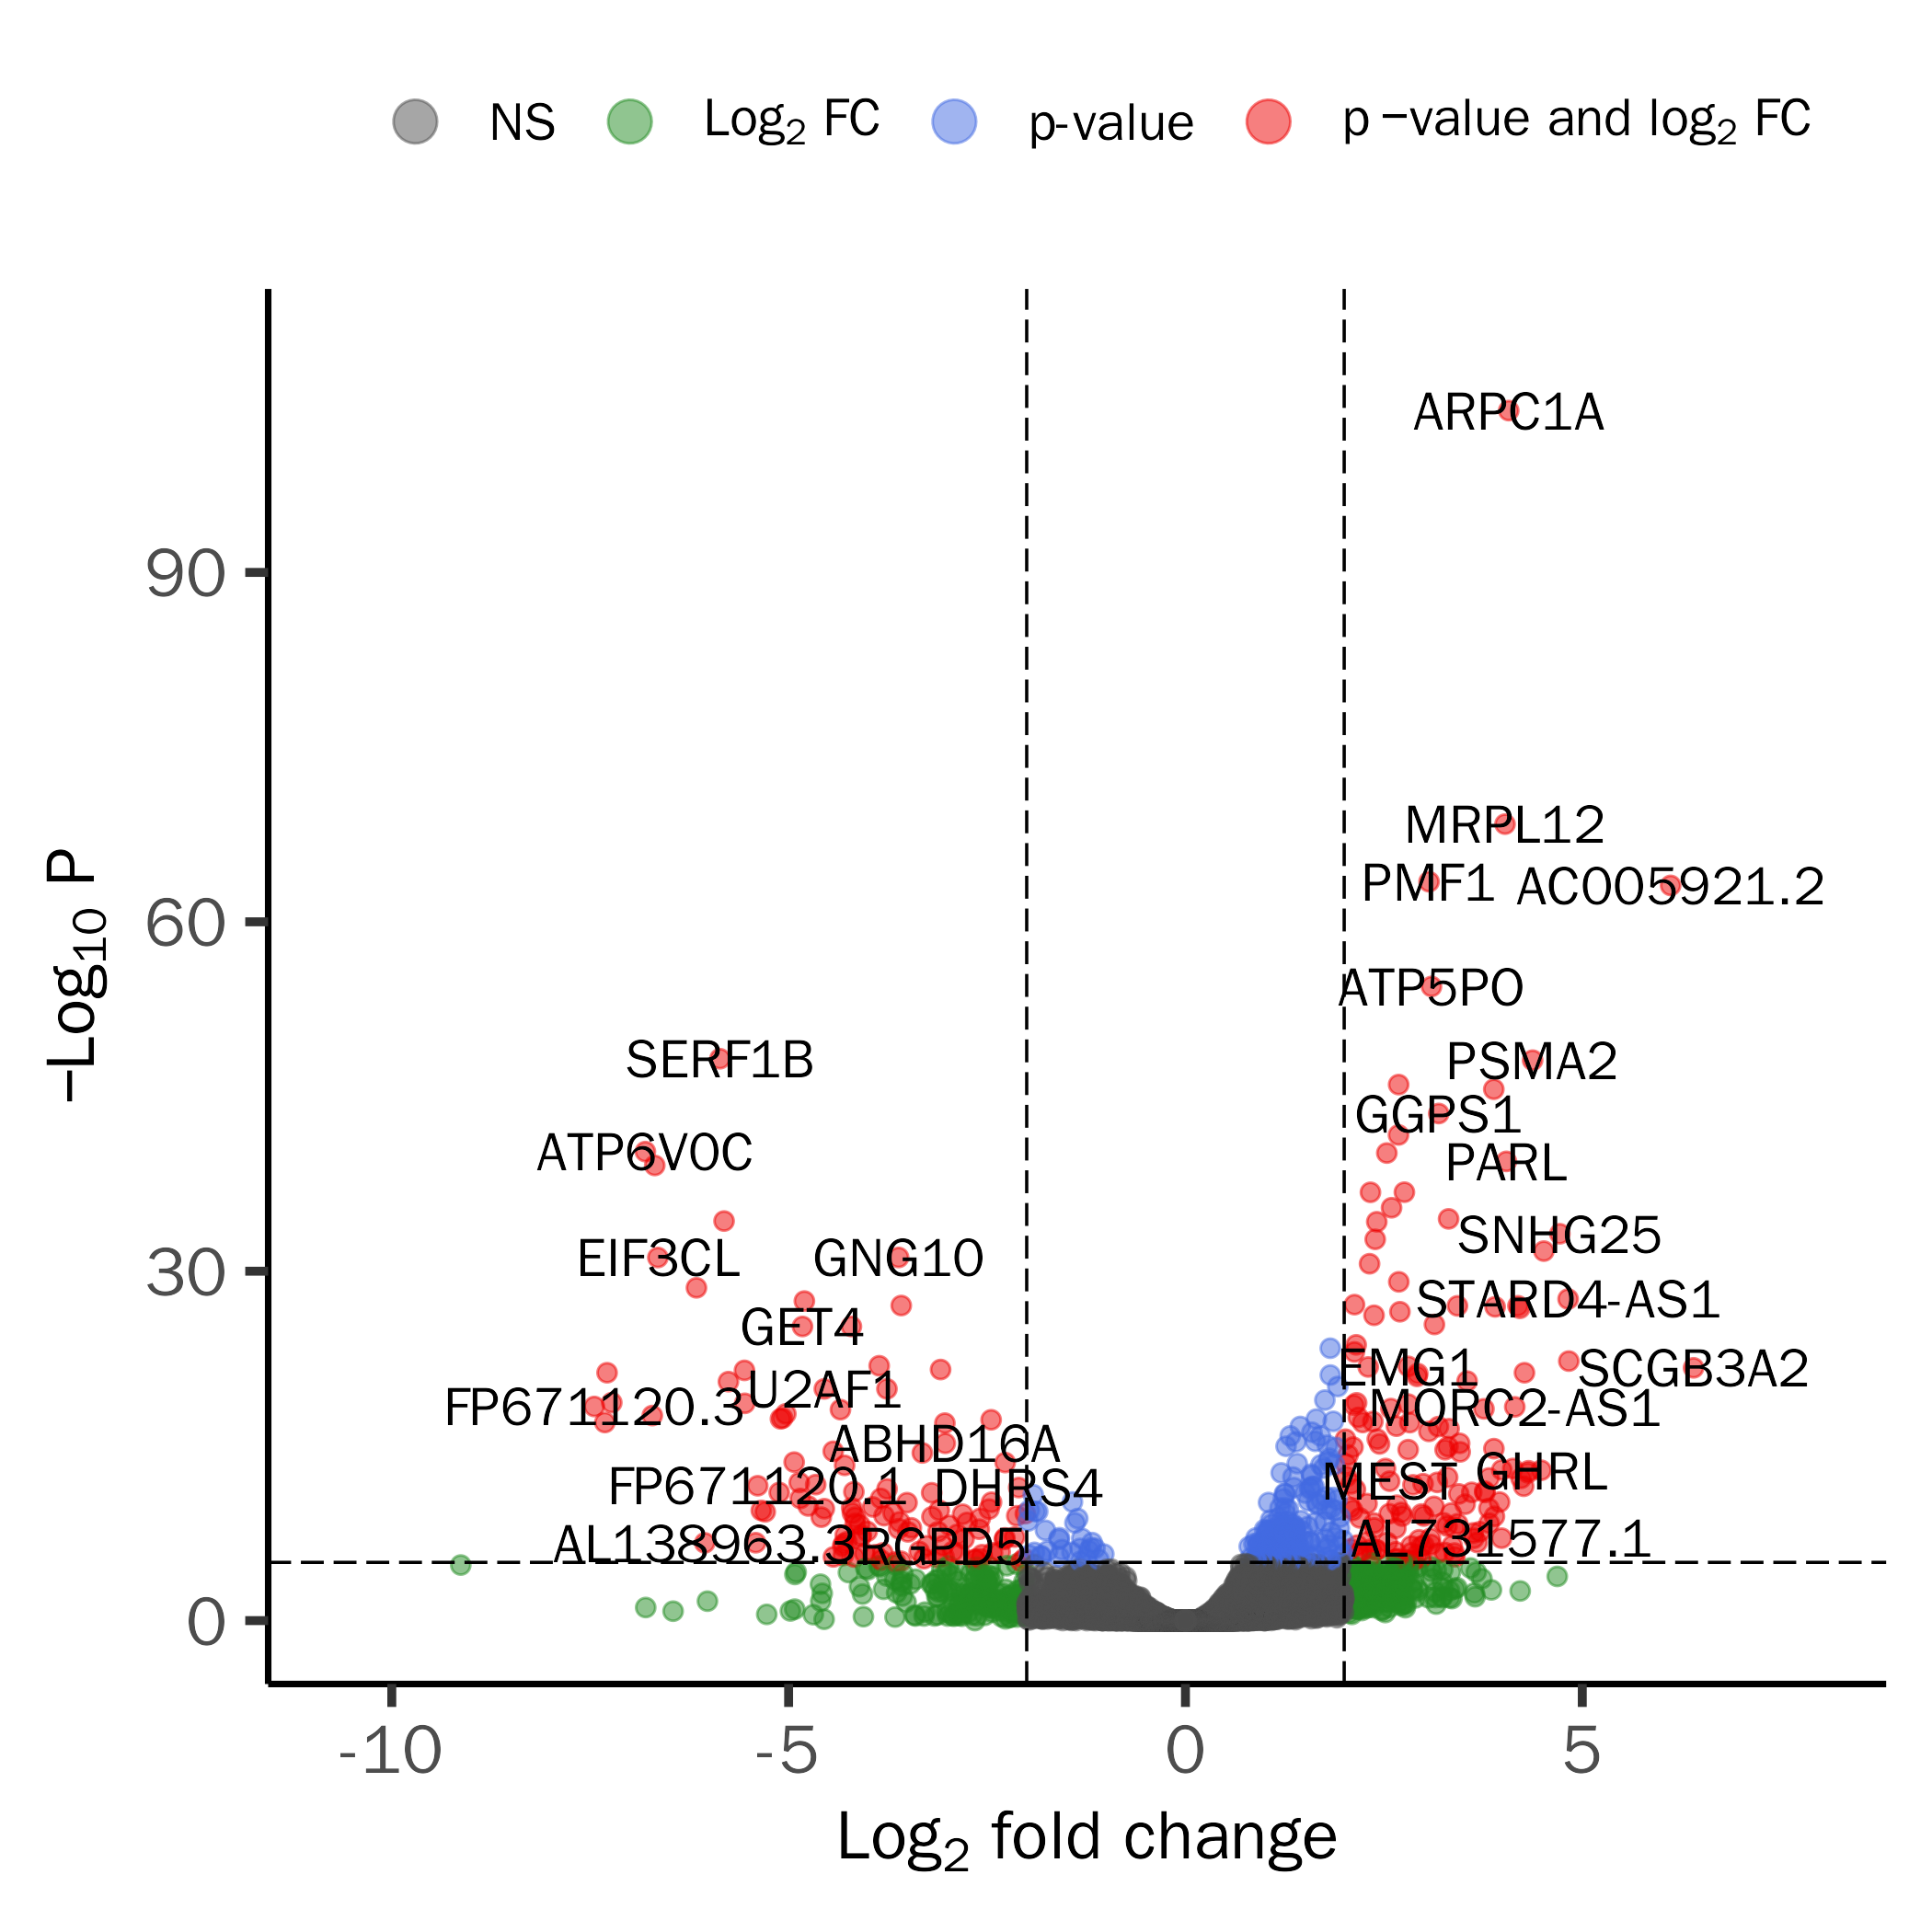 NS Log2 FC p-value p −value and log2 FC
ARPC1A
90
MRPL12
PMF1 AC005921.2
60
ATP5PO
SERF1B PSMA2
GGPS1
ATP6V0C PARL
SNHG25
EIF3CL GNG10
30
STARD4-AS1
GET4
EMG1 SCGB3A2
U2AF1
FP671120.3 MORC2-AS1
ABHD16A
GHRL
MEST
FP671120.1 DHRS4
AL731577.1
AL138963.3 RGPD5
0
−Log10 P
-10 -5 0 5
Log2 fold change